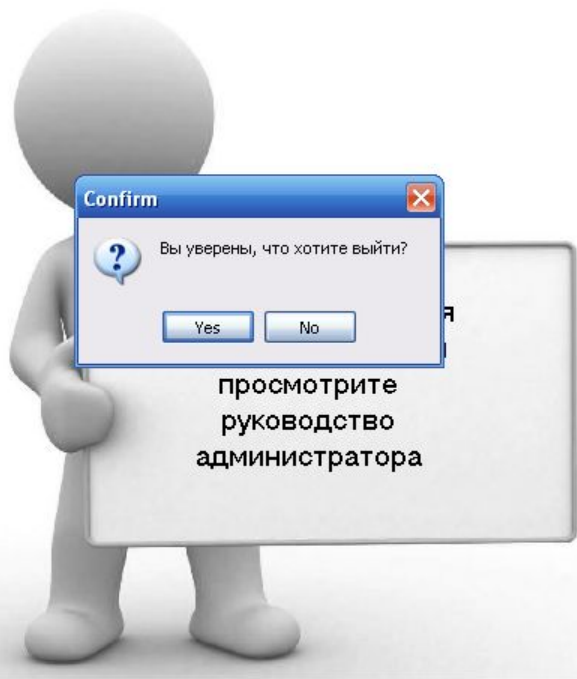 Confirm
Вы уверены, что хотите выйти?
Yes No
просмотрите
руководство
администратора